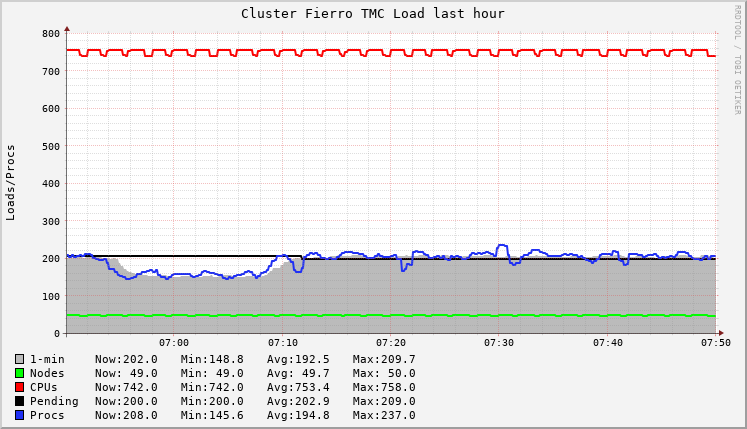 Cluster Fierro TMC Load last hour
RRDTOOL / TOBI OETIKER
Loads/Procs
800
700
600
500
400
300
200
100
0
07:00 07:10 07:20 07:30 07:40 07:50
1-min Now:202.0 Min:148.8 Avg:192.5 Max:209.7
Nodes Now: 49.0 Min: 49.0 Avg: 49.7 Max: 50.0
CPUs Now:742.0 Min:742.0 Avg:753.4 Max:758.0
Pending Now:200.0 Min:200.0 Avg:202.9 Max:209.0
Procs Now:208.0 Min:145.6 Avg:194.8 Max:237.0